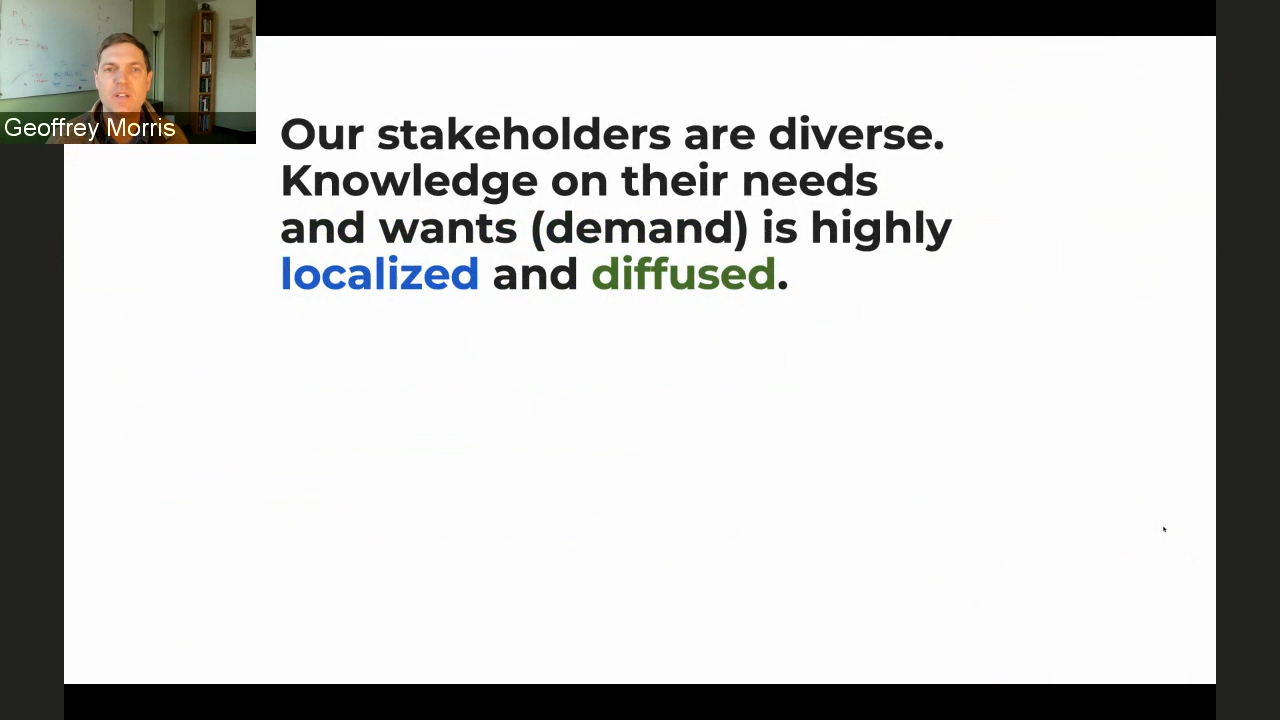 Geoffrey Morris
Our stakeholders are diverse.
Knowledge on their needs
and wants (demand) is highly
localized and diffused.